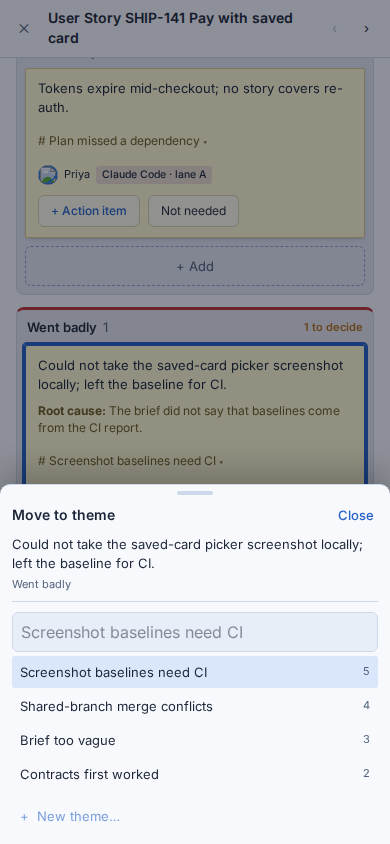 User Story SHIP-141 Pay with saved
card
Tokens expire mid-checkout; no story covers re-
auth.
# Plan missed a dependency
Priya
Claude Code · lane A
+ Action item
Not needed
+ Add
Went badly 1
1 to decide
Could not take the saved-card picker screenshot
locally; left the baseline for CI.
Root cause: The brief did not say that baselines come
from the CI report.
# Screenshot baselines need CI
Move to theme
Close
Could not take the saved-card picker screenshot locally;
left the baseline for CI.
Went badly
Screenshot baselines need CI
Screenshot baselines need CI 5
Shared-branch merge conflicts 4
Brief too vague 3
Contracts first worked 2
+ New theme...